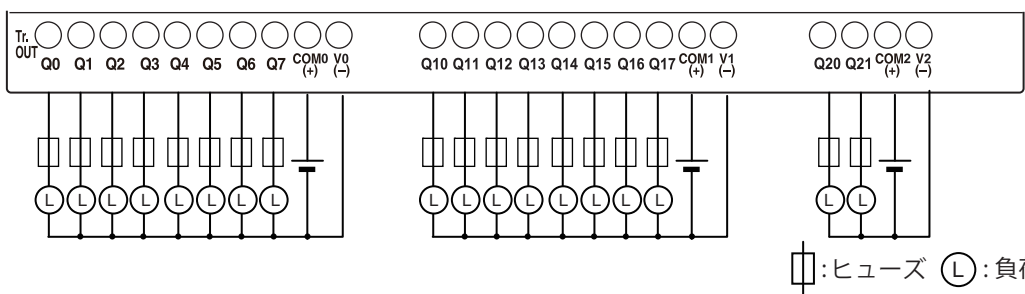 Tr.
OUT
Q0 Q1 Q2 Q3 Q4 Q5 Q6 Q7 COM0 (+) V0 (−)
Q10 Q11 Q12 Q13 Q14 Q15 Q16 Q17 COM1 (+) V1 (−)
Q20 Q21 COM2 (+) V2 (−)
L L L L L L L L
L L L L L L L L
L L
:ヒューズ L :負